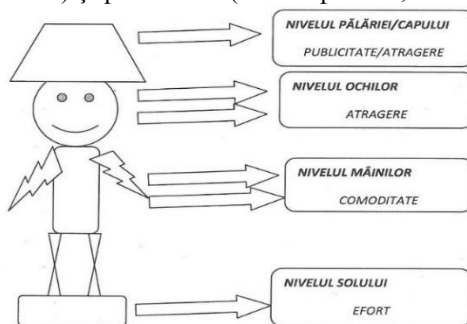 NIVELUL PĂLĂRIEI/CAPULUI
PUBLICITATE/ATRAGERE
NIVELUL OCHILOR
ATRAGERE
NIVELUL MÂINILOR
COMODITATE
NIVELUL SOLULUI
EFORT